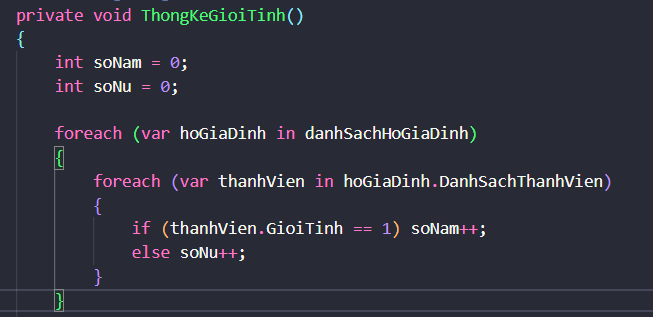 private void ThongKeGioiTinh()
{
    int soNam = 0;
    int soNu = 0;

    foreach (var hoGiaDinh in danhSachHoGiaDinh)
    {
        foreach (var thanhVien in hoGiaDinh.DanhSachThanhVien)
        {
            if (thanhVien.GioiTinh == 1) soNam++;
            else soNu++;
        }
    }